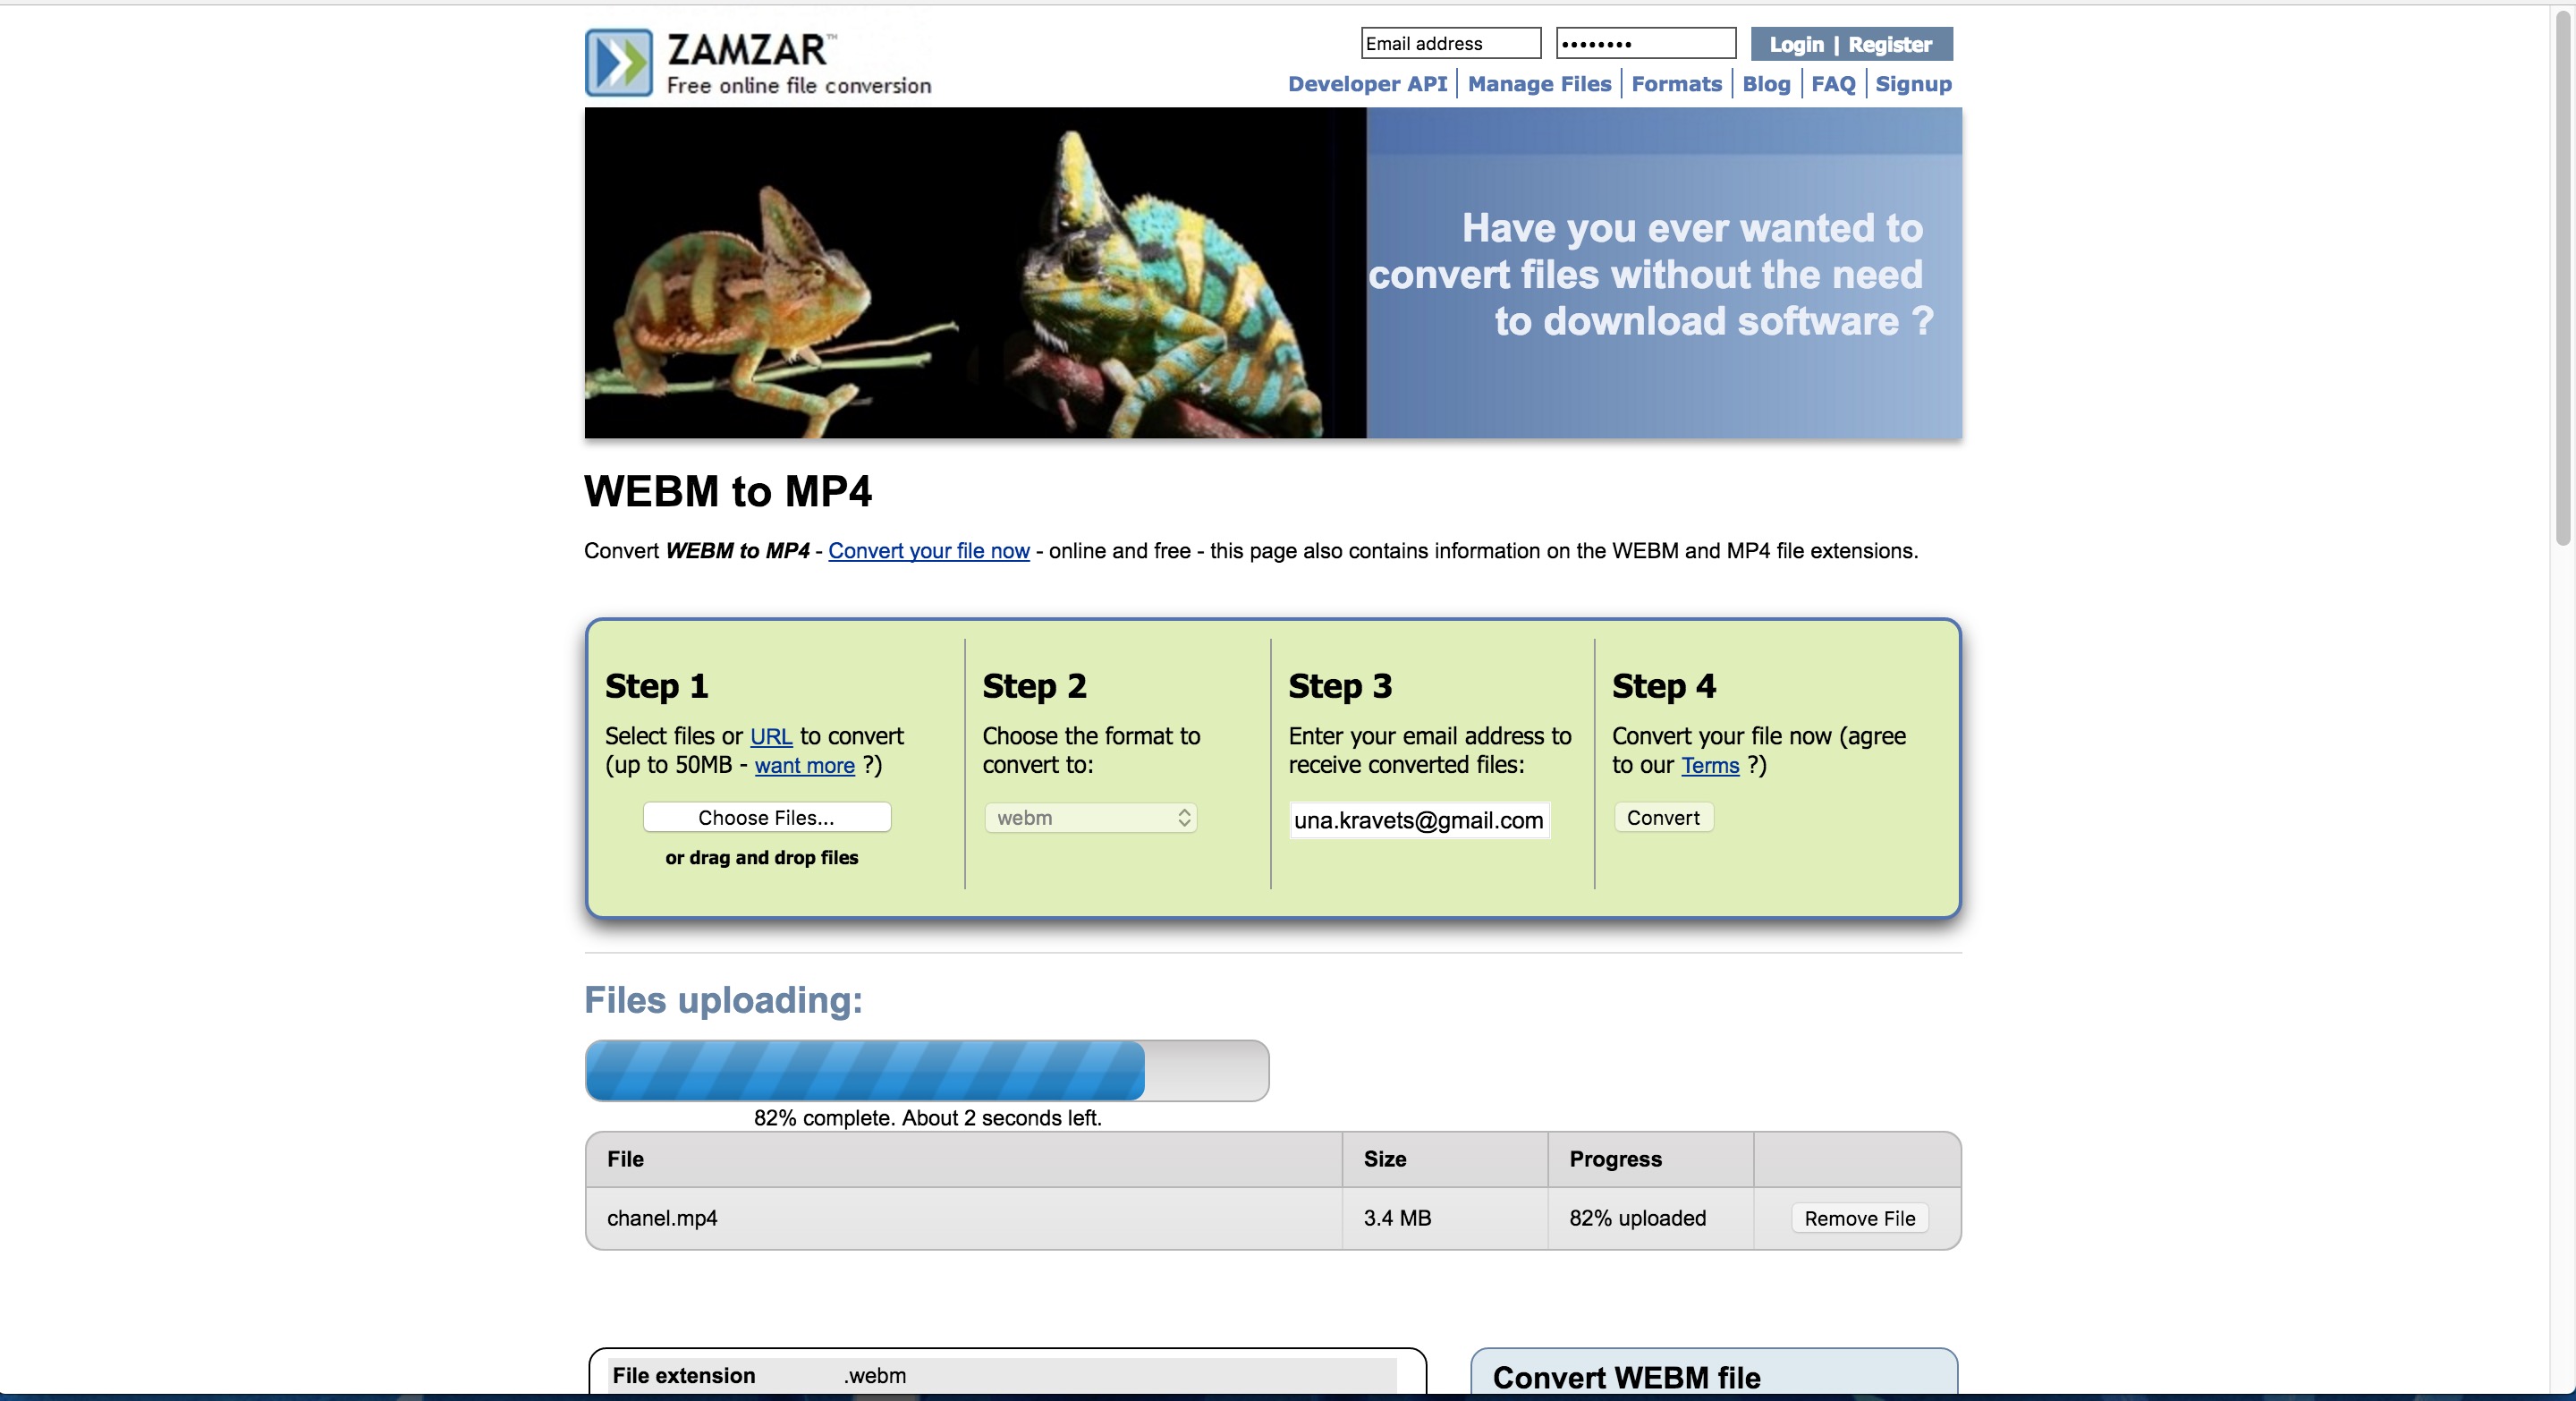 ZAMZAR™
Free online file conversion
Email address
••••••••
Login | Register
Developer API
Manage Files
Formats
Blog
FAQ
Signup
Have you ever wanted to
convert files without the need
to download software ?
WEBM to MP4
Convert WEBM to MP4 - Convert your file now - online and free - this page also contains information on the WEBM and MP4 file extensions.
Step 1
Select files or URL to convert
(up to 50MB - want more ?)
Choose Files...
or drag and drop files
Step 2
Choose the format to
convert to:
webm
Step 3
Enter your email address to
receive converted files:
una.kravets@gmail.com
Step 4
Convert your file now (agree
to our Terms ?)
Convert
Files uploading:
82% complete. About 2 seconds left.
File
Size
Progress
chanel.mp4
3.4 MB
82% uploaded
Remove File
File extension
.webm
Convert WEBM file